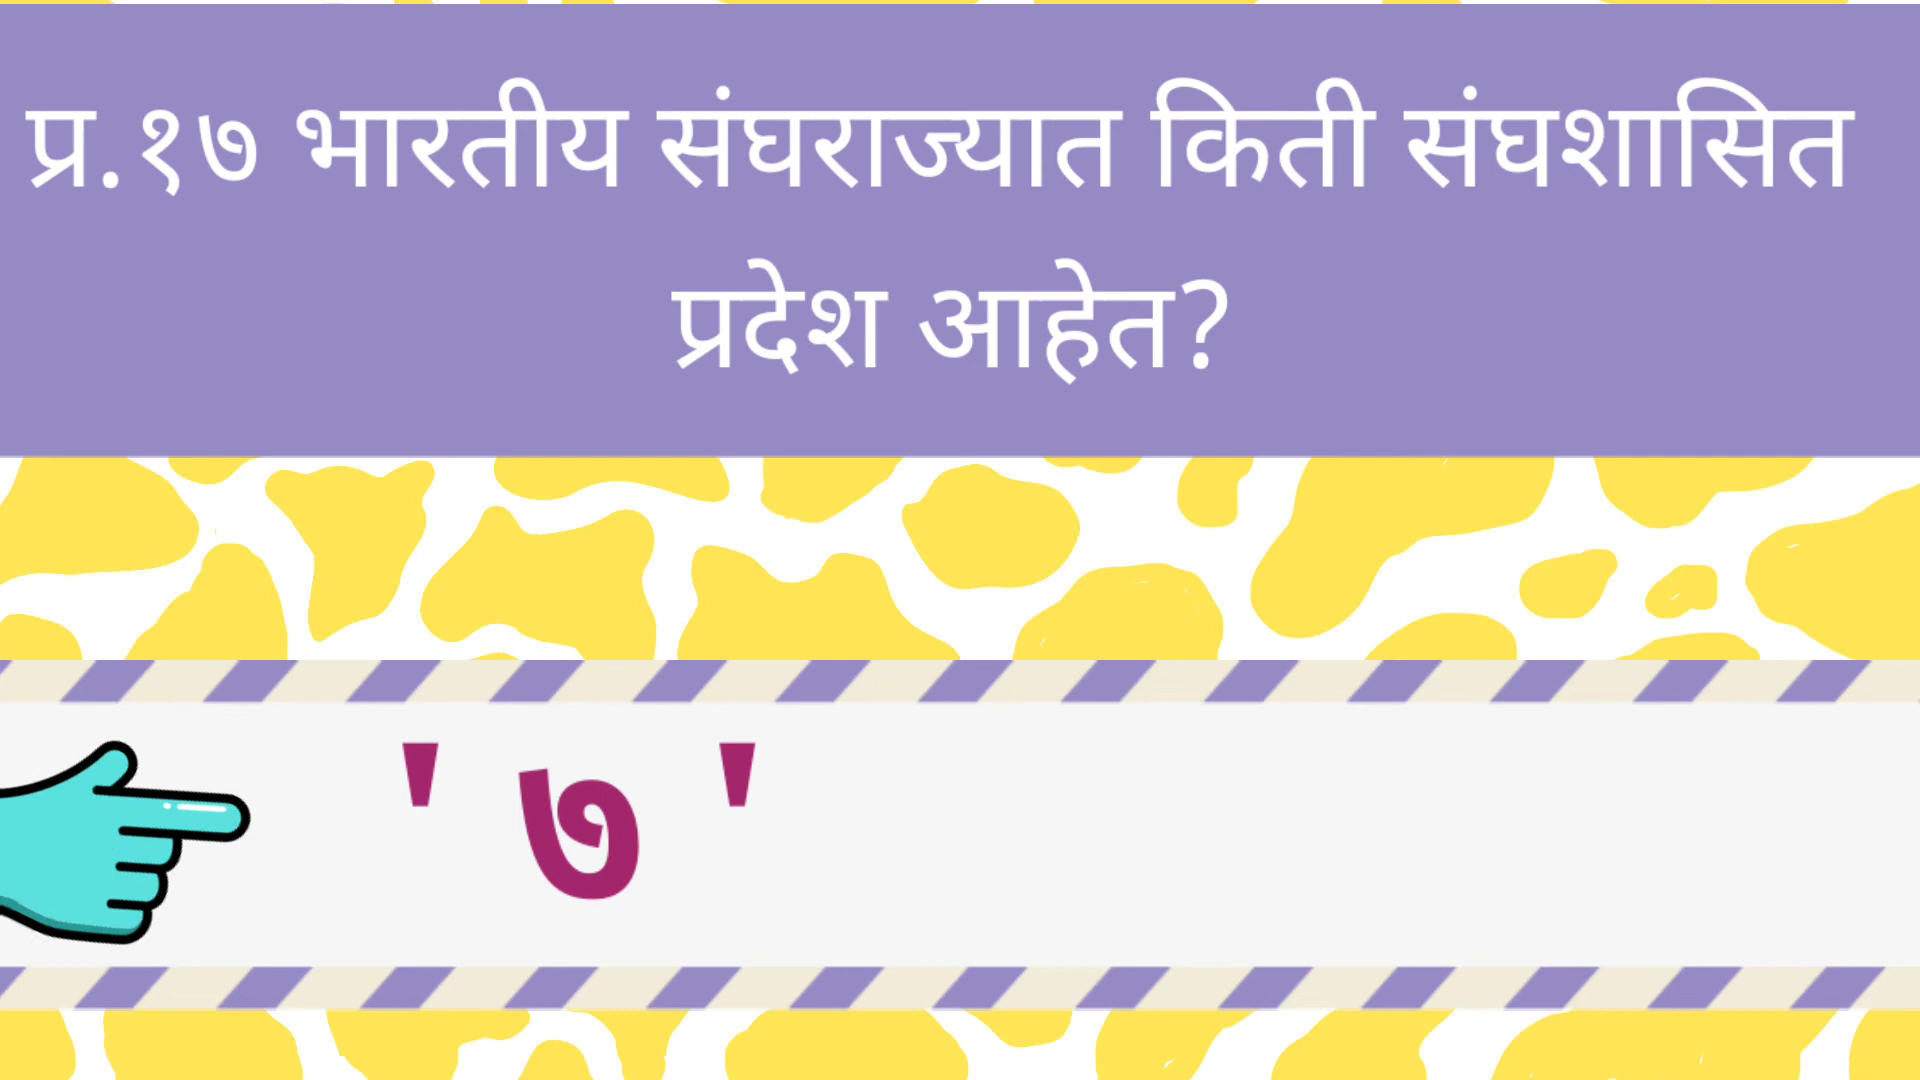 प्र.१७ भारतीय संघराज्यात किती संघशासित
प्रदेश आहेत?
' ७ '